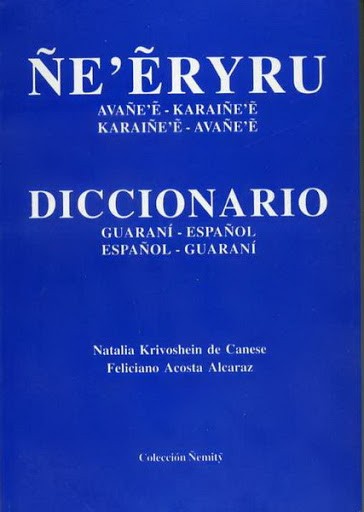 ÑE'ẼRYRU
AVAÑE'Ẽ - KARAIÑE'Ẽ
KARAIÑE'Ẽ - AVAÑE'Ẽ
DICCIONARIO
GUARANÍ - ESPAÑOL
ESPAÑOL - GUARANÍ
Natalia Krivoshein de Canese
Feliciano Acosta Alcaraz
Colección Ñemitỹ